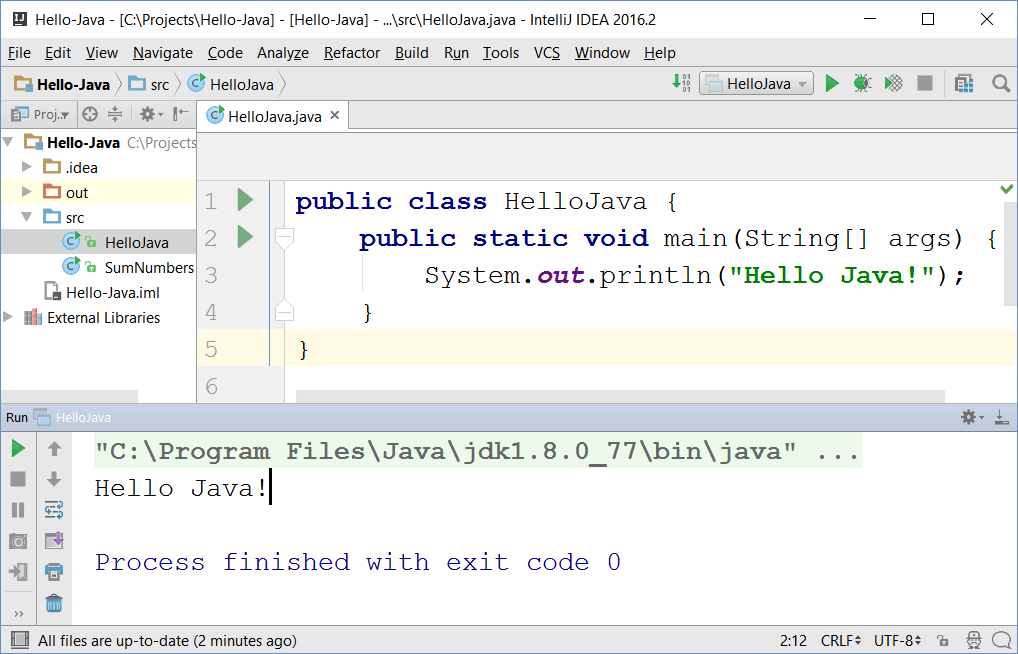 Hello-Java - [C:\Projects\Hello-Java] - [Hello-Java] - ...\src\HelloJava.java - IntelliJ IDEA 2016.2
File Edit View Navigate Code Analyze Refactor Build Run Tools VCS Window Help
Hello-Java src HelloJava HelloJava
Proj.. HelloJava.java
Hello-Java C:\Projects
.idea
out
src
HelloJava
SumNumbers
Hello-Java.iml
External Libraries
1 public class HelloJava {
2 public static void main(String[] args) {
3 System.out.println("Hello Java!");
4 }
5 }
6
Run HelloJava
"C:\Program Files\Java\jdk1.8.0_77\bin\java" ...
Hello Java!
Process finished with exit code 0
All files are up-to-date (2 minutes ago) 2:12 CRLF UTF-8